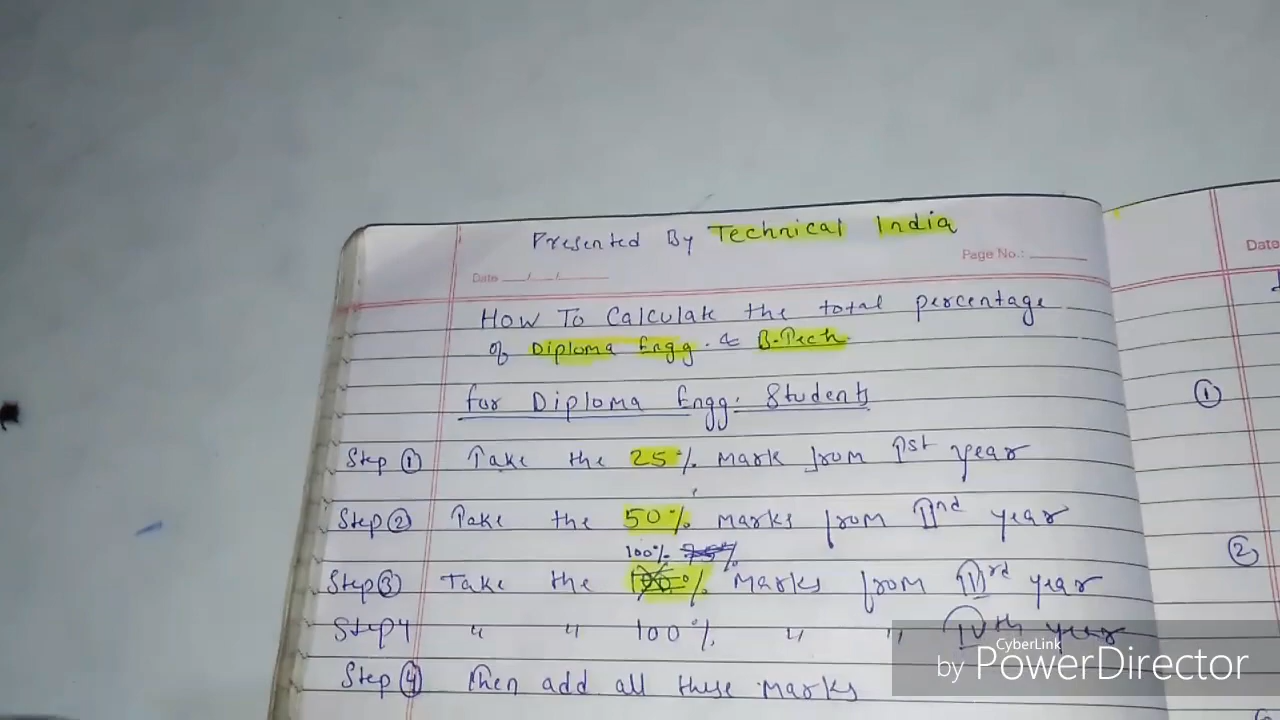 Presented By Technical India
Page No.:
Date
Date
How To Calculate the total percentage
of Diploma Engg. & B.Tech.
for Diploma Engg. Students
①
Step ① Take the 25% Mark from Ist year
Step ② Take the 50% marks from IInd year
②
100%
Step ③ Take the % Marks from IIIrd year
Step 4 " " 100% " " IVth year
Step ④ Then add all these marks
CyberLink
by PowerDirector